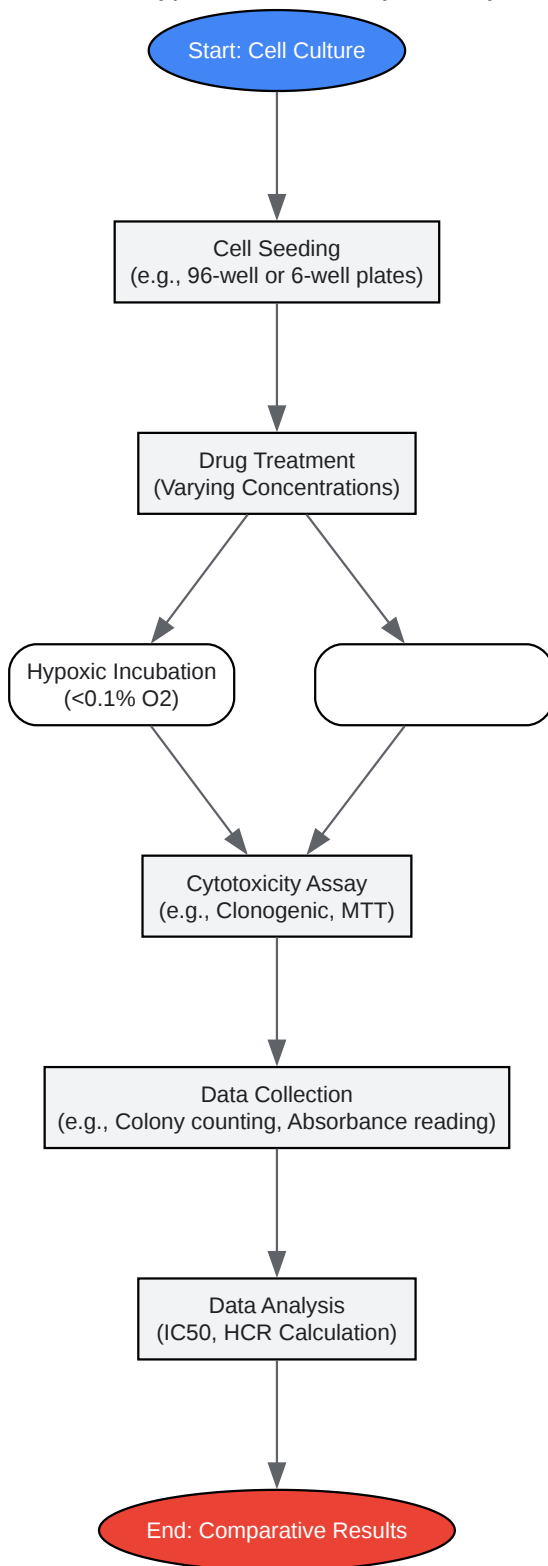 Start: Cell Culture
Cell Seeding
(e.g., 96-well or 6-well plates)
Drug Treatment
(Varying Concentrations)
Hypoxic Incubation
(<0.1% O2)
Cytotoxicity Assay
(e.g., Clonogenic, MTT)
Data Collection
(e.g., Colony counting, Absorbance reading)
Data Analysis
(IC50, HCR Calculation)
End: Comparative Results